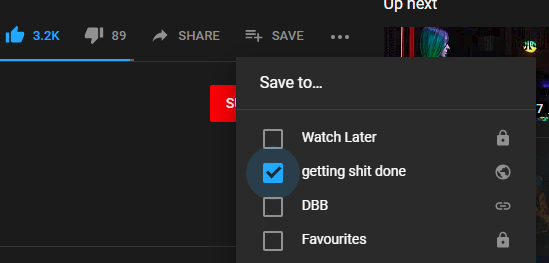 Up next
3.2K 89 SHARE SAVE
Save to...
Watch Later
getting shit done
DBB
Favourites